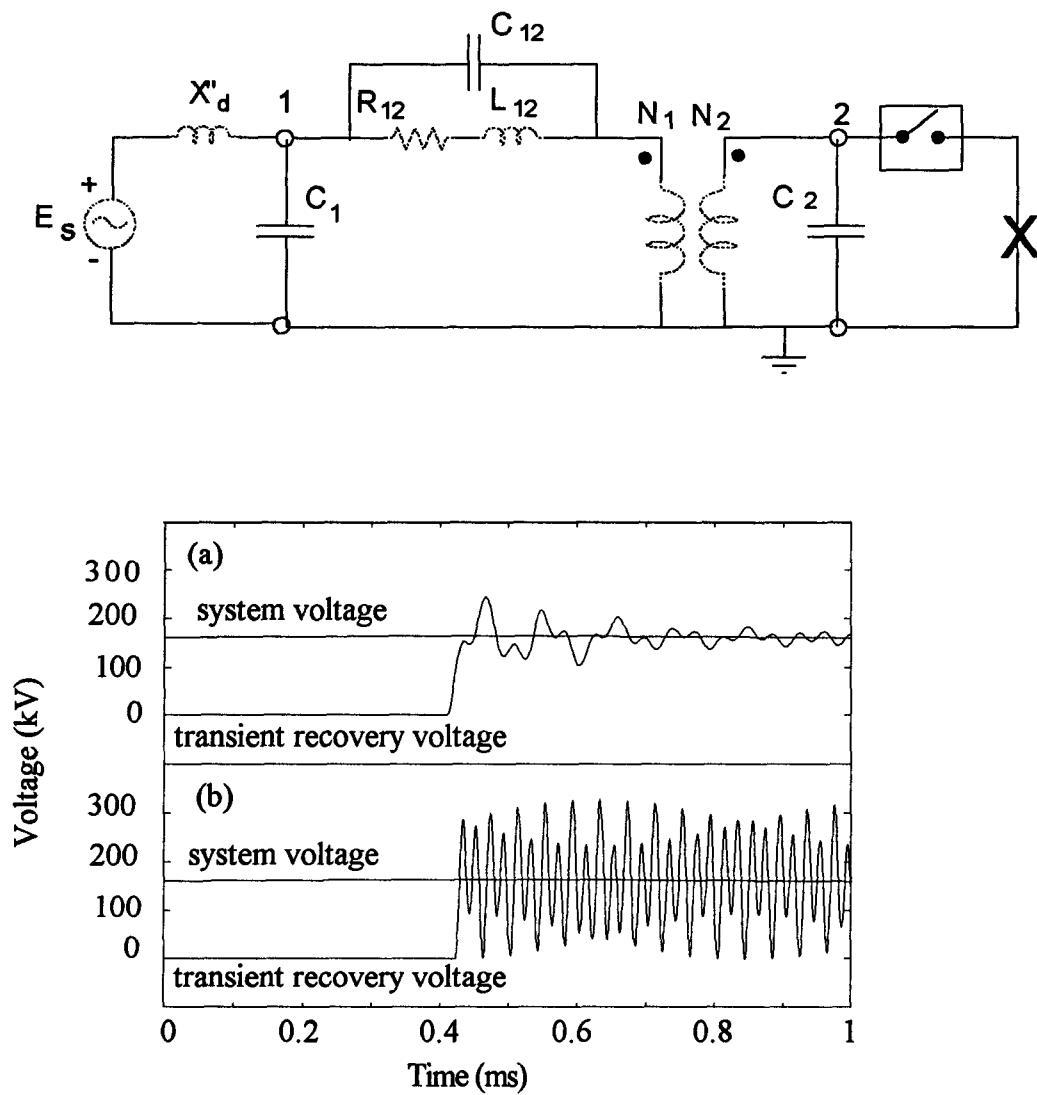 C12
X"d
1
R12
L12
N1 N2
2
+
Es
-
C1
C2
X
(a)
300
system voltage
200
100
0
transient recovery voltage
(b)
300
system voltage
200
100
0
transient recovery voltage
Voltage (kV)
0 0.2 0.4 0.6 0.8 1
Time (ms)